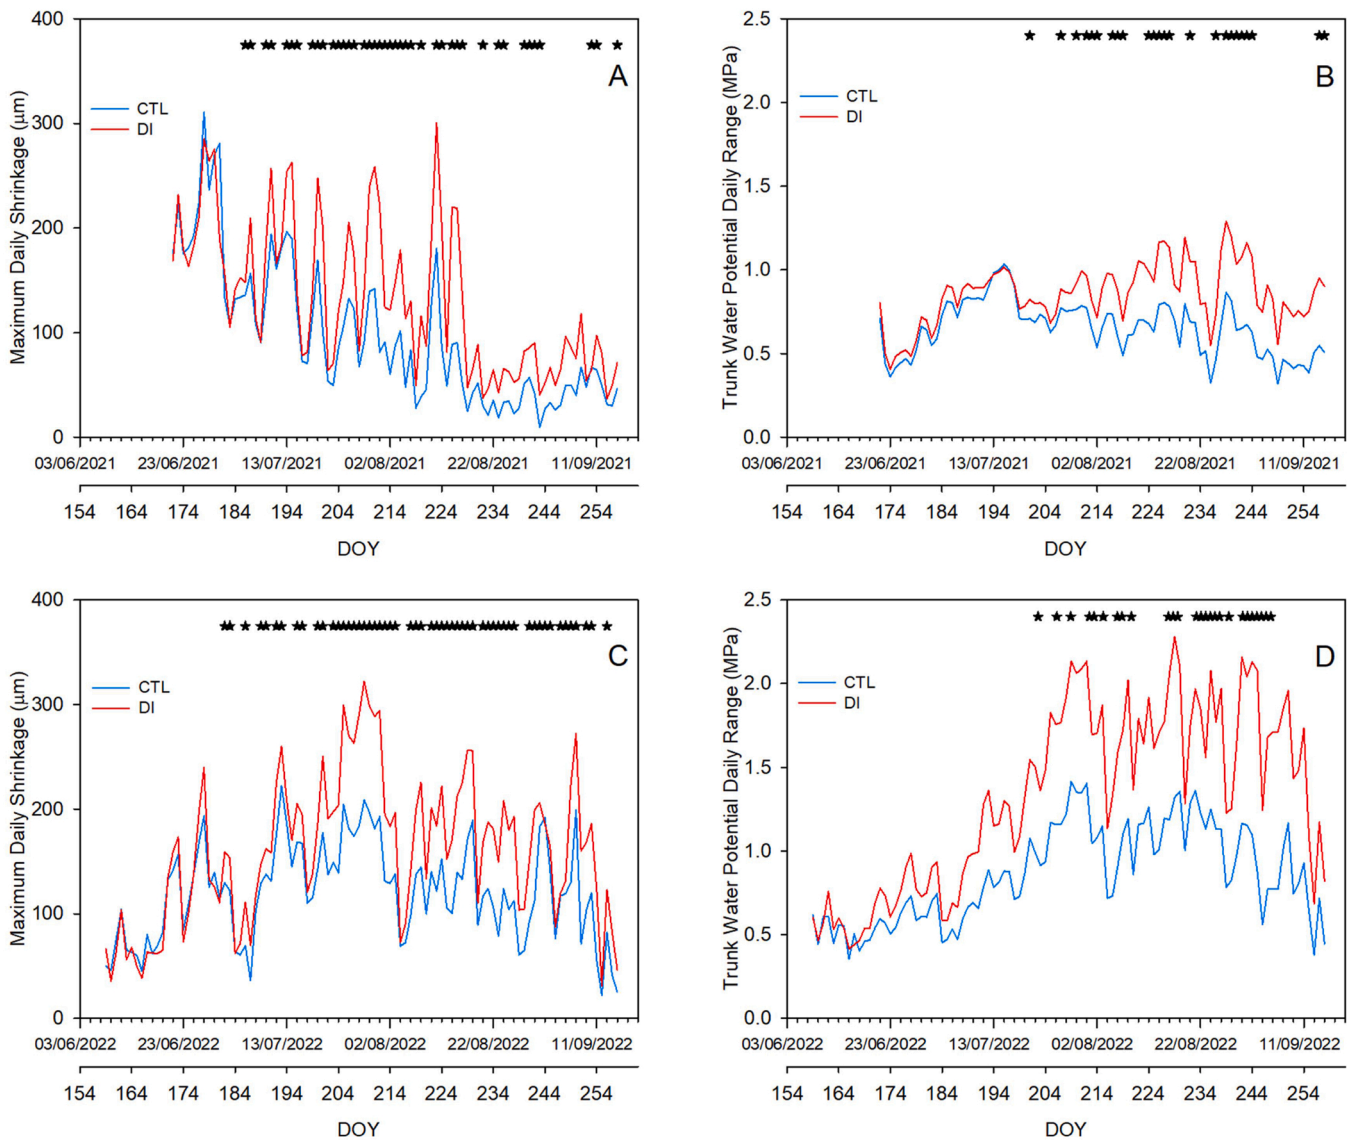 Maximum Daily Shrinkage (μm)
400
300
200
100
0
A
CTL
DI
03/06/2021 23/06/2021 13/07/2021 02/08/2021 22/08/2021 11/09/2021
154 164 174 184 194 204 214 224 234 244 254
DOY
Trunk Water Potential Daily Range (MPa)
2.5
2.0
1.5
1.0
0.5
0.0
B
CTL
DI
03/06/2021 23/06/2021 13/07/2021 02/08/2021 22/08/2021 11/09/2021
154 164 174 184 194 204 214 224 234 244 254
DOY
Maximum Daily Shrinkage (μm)
400
300
200
100
0
C
CTL
DI
03/06/2022 23/06/2022 13/07/2022 02/08/2022 22/08/2022 11/09/2022
154 164 174 184 194 204 214 224 234 244 254
DOY
Trunk Water Potential Daily Range (MPa)
2.5
2.0
1.5
1.0
0.5
0.0
D
CTL
DI
03/06/2022 23/06/2022 13/07/2022 02/08/2022 22/08/2022 11/09/2022
154 164 174 184 194 204 214 224 234 244 254
DOY